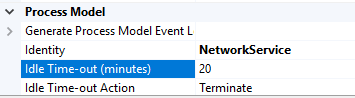 Process Model
Generate Process Model Event L
Identity NetworkService
Idle Time-out (minutes) 20
Idle Time-out Action Terminate